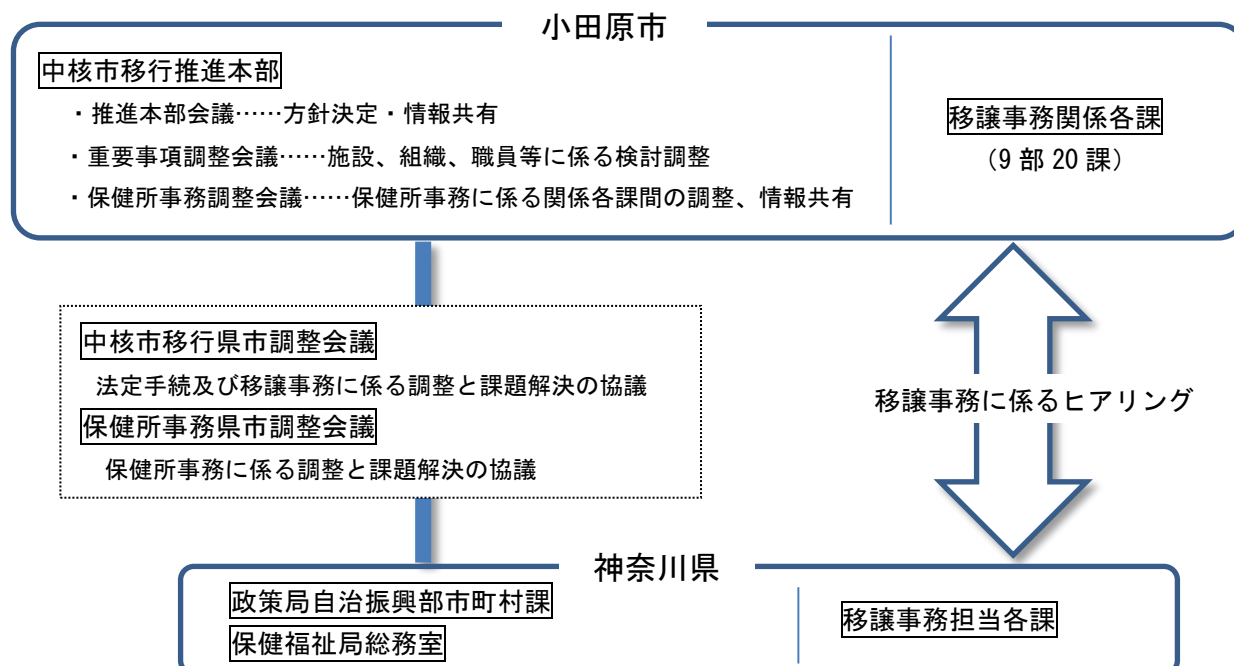 小田原市
中核市移行推進本部
・推進本部会議……方針決定・情報共有
・重要事項調整会議……施設、組織、職員等に係る検討調整
・保健所事務調整会議……保健所事務に係る関係各課間の調整、情報共有
移譲事務関係各課
（9 部 20 課）
中核市移行県市調整会議
法定手続及び移譲事務に係る調整と課題解決の協議
保健所事務県市調整会議
保健所事務に係る調整と課題解決の協議
移譲事務に係るヒアリング
神奈川県
政策局自治振興部市町村課
保健福祉局総務室
移譲事務担当各課